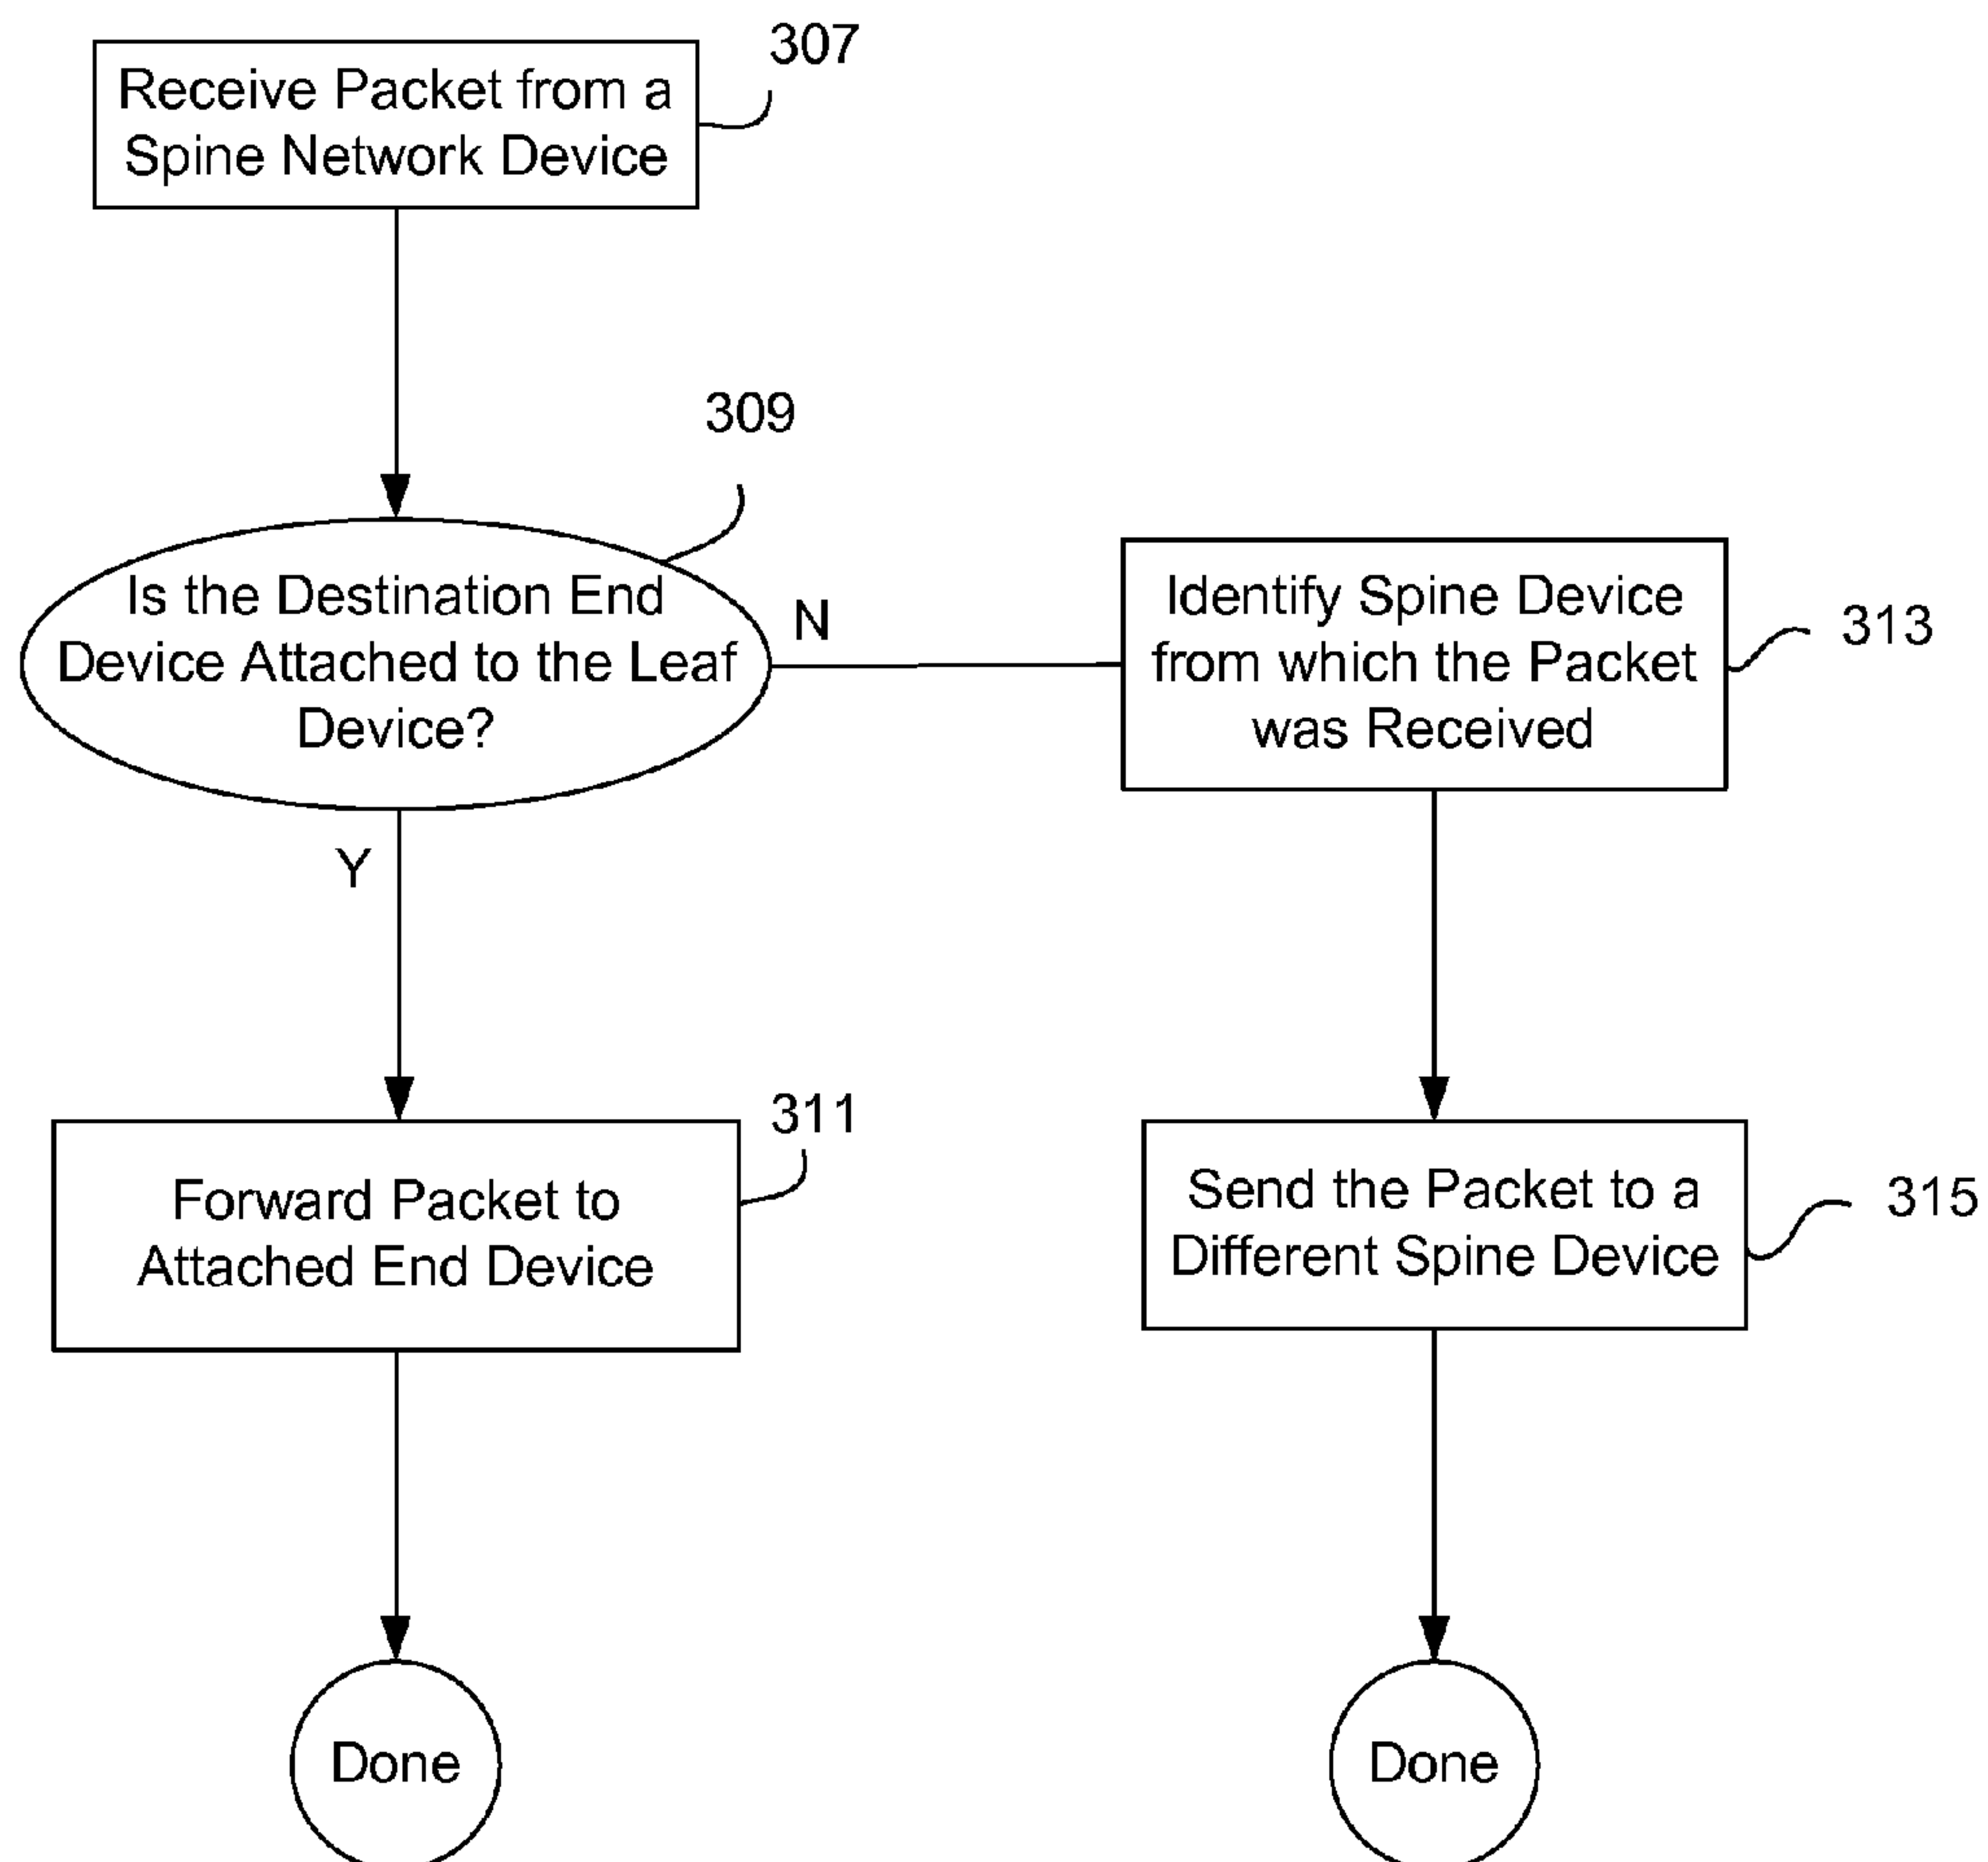 307
Receive Packet from a
Spine Network Device
309
Is the Destination End
Device Attached to the Leaf
Device?
N
Y
Identify Spine Device
from which the Packet
was Received
313
311
Forward Packet to
Attached End Device
Send the Packet to a
Different Spine Device
315
Done
Done